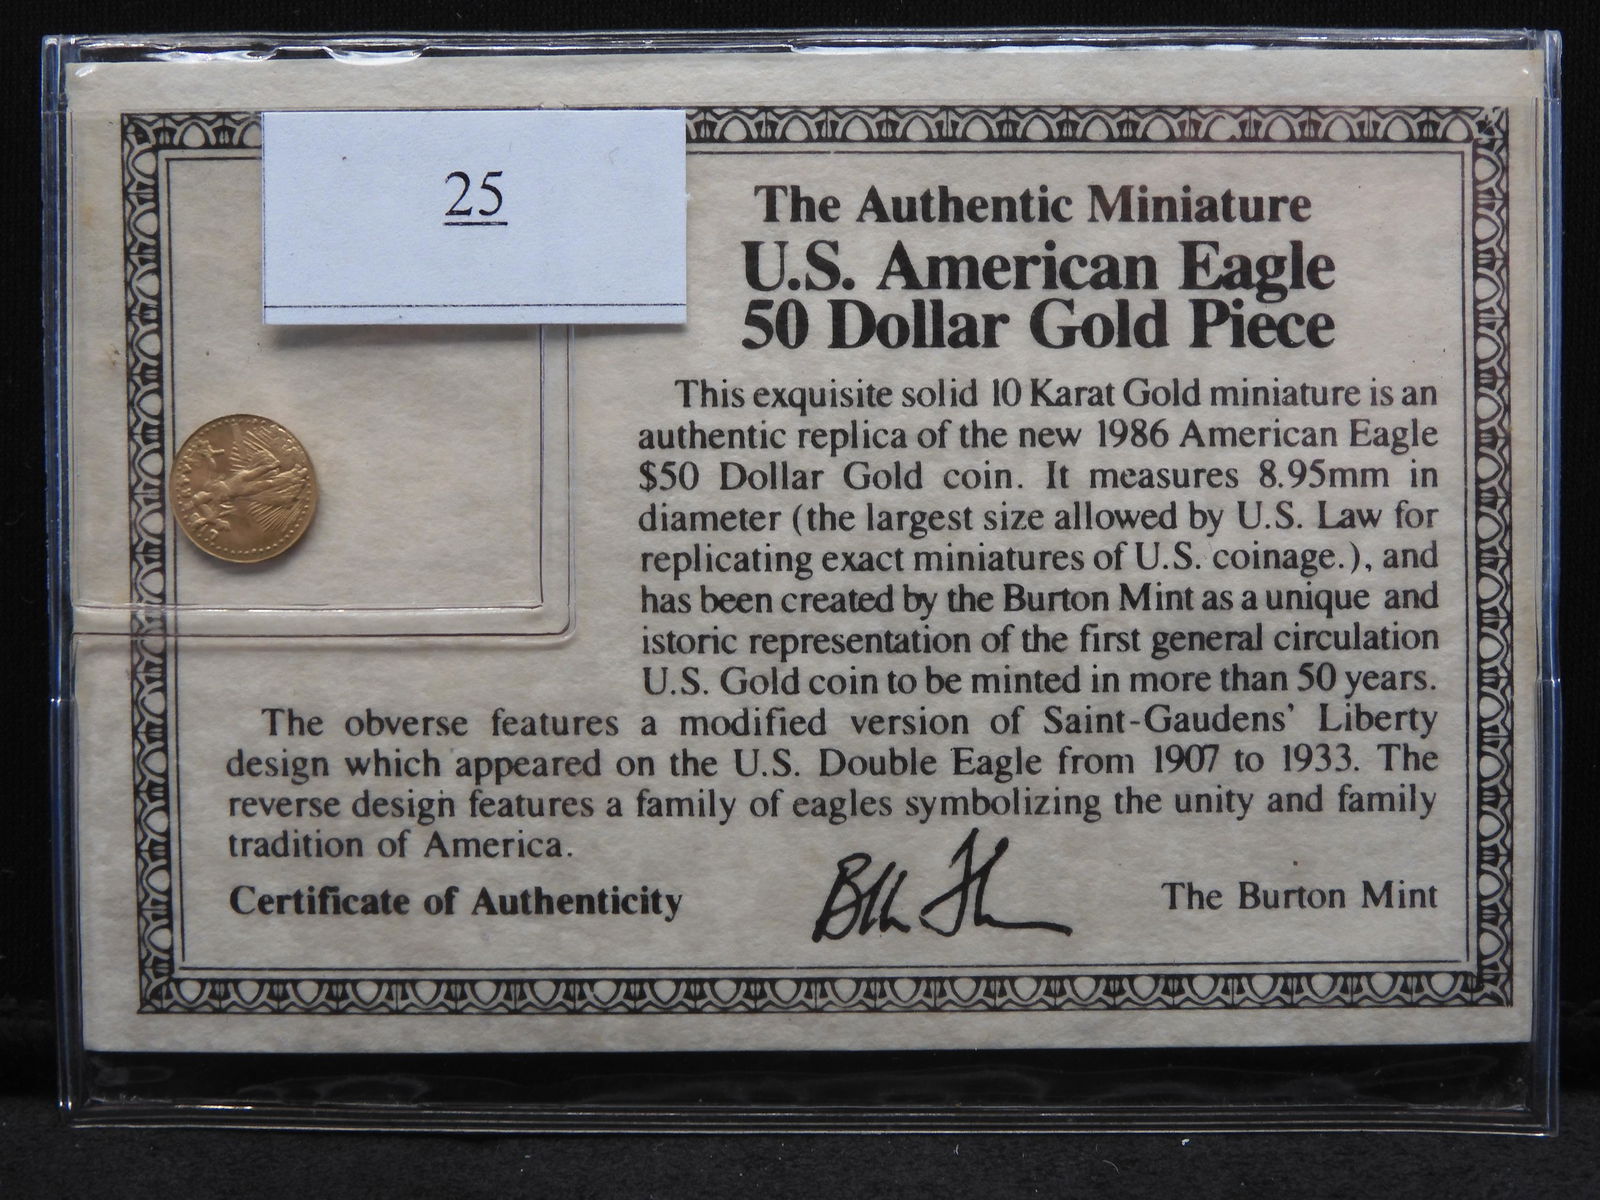 25
The Authentic Miniature
U.S. American Eagle
50 Dollar Gold Piece
This exquisite solid 10 Karat Gold miniature is an
authentic replica of the new 1986 American Eagle
$50 Dollar Gold coin. It measures 8.95mm in
diameter (the largest size allowed by U.S. Law for
replicating exact miniatures of U.S. coinage.), and
has been created by the Burton Mint as a unique and
istoric representation of the first general circulation
U.S. Gold coin to be minted in more than 50 years.
The obverse features a modified version of Saint-Gaudens' Liberty
design which appeared on the U.S. Double Eagle from 1907 to 1933. The
reverse design features a family of eagles symbolizing the unity and family
tradition of America.
Certificate of Authenticity
The Burton Mint